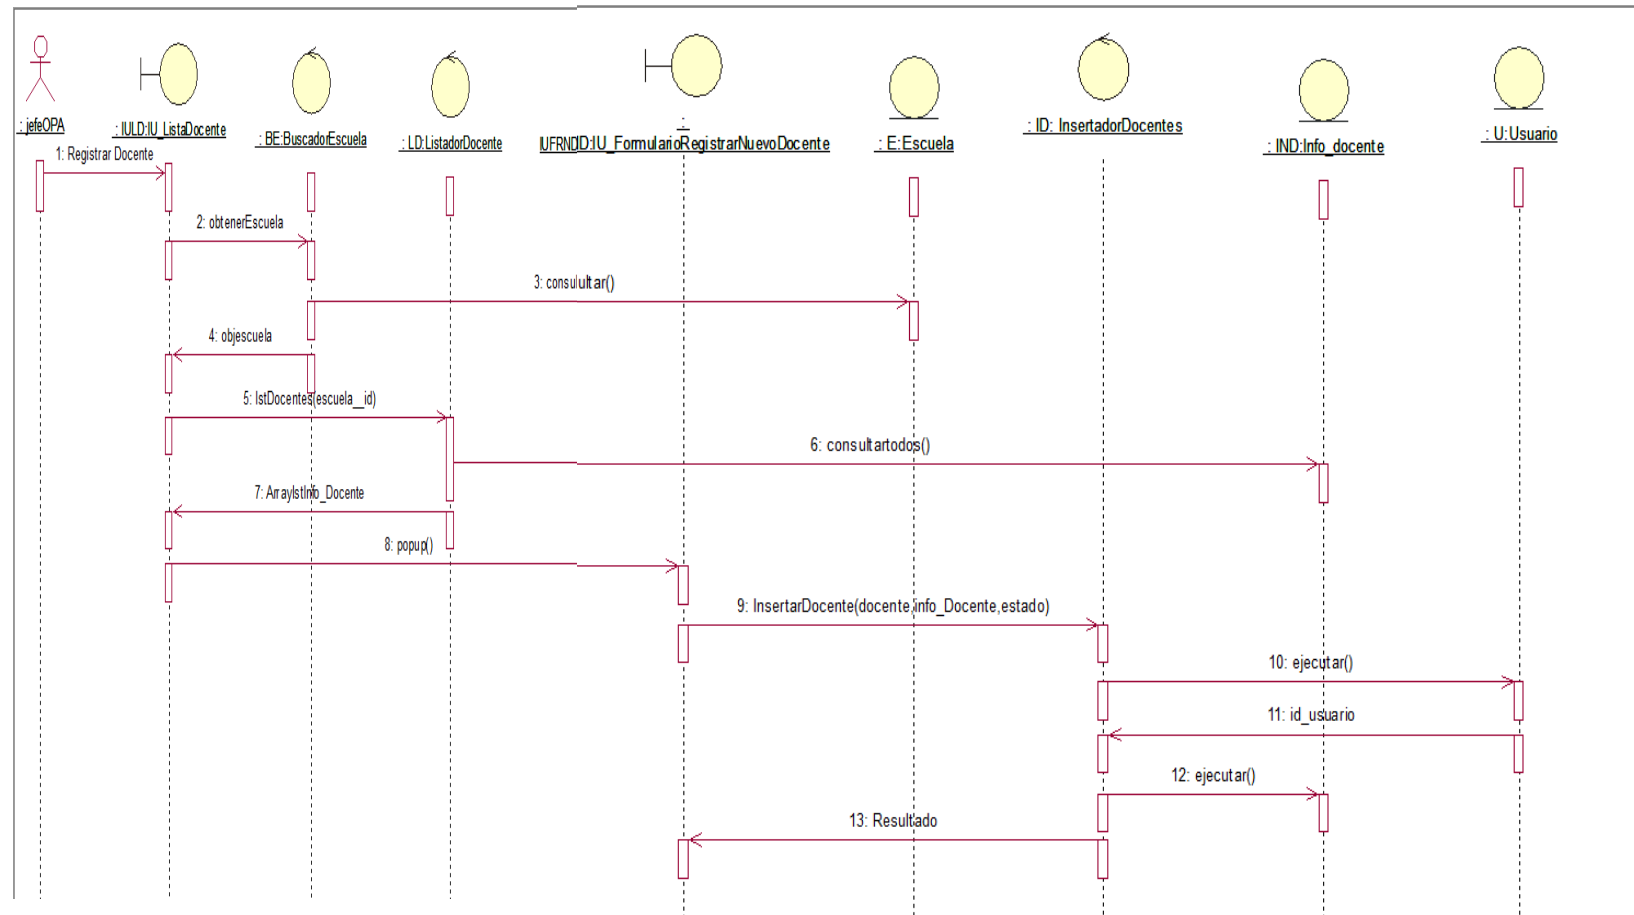 : jefeOPA
: IULD:IU_ListaDocente
: BE:BuscadorEscuela
: LD:ListadorDocente
:
IUFRNDID:IU_FormularioRegistrarNuevoDocente
: E:Escuela
: ID: InsertadorDocentes
: IND:Info_docente
: U:Usuario
1: Registrar Docente
2: obtenerEscuela
3: consulultar()
4: objescuela
5: lstDocentes(escuela__id)
6: consultartodos()
7: ArraylstInfo_Docente
8: popup()
9: InsertarDocente(docente,info_Docente,estado)
10: ejecutar()
11: id_usuario
12: ejecutar()
13: Resultado